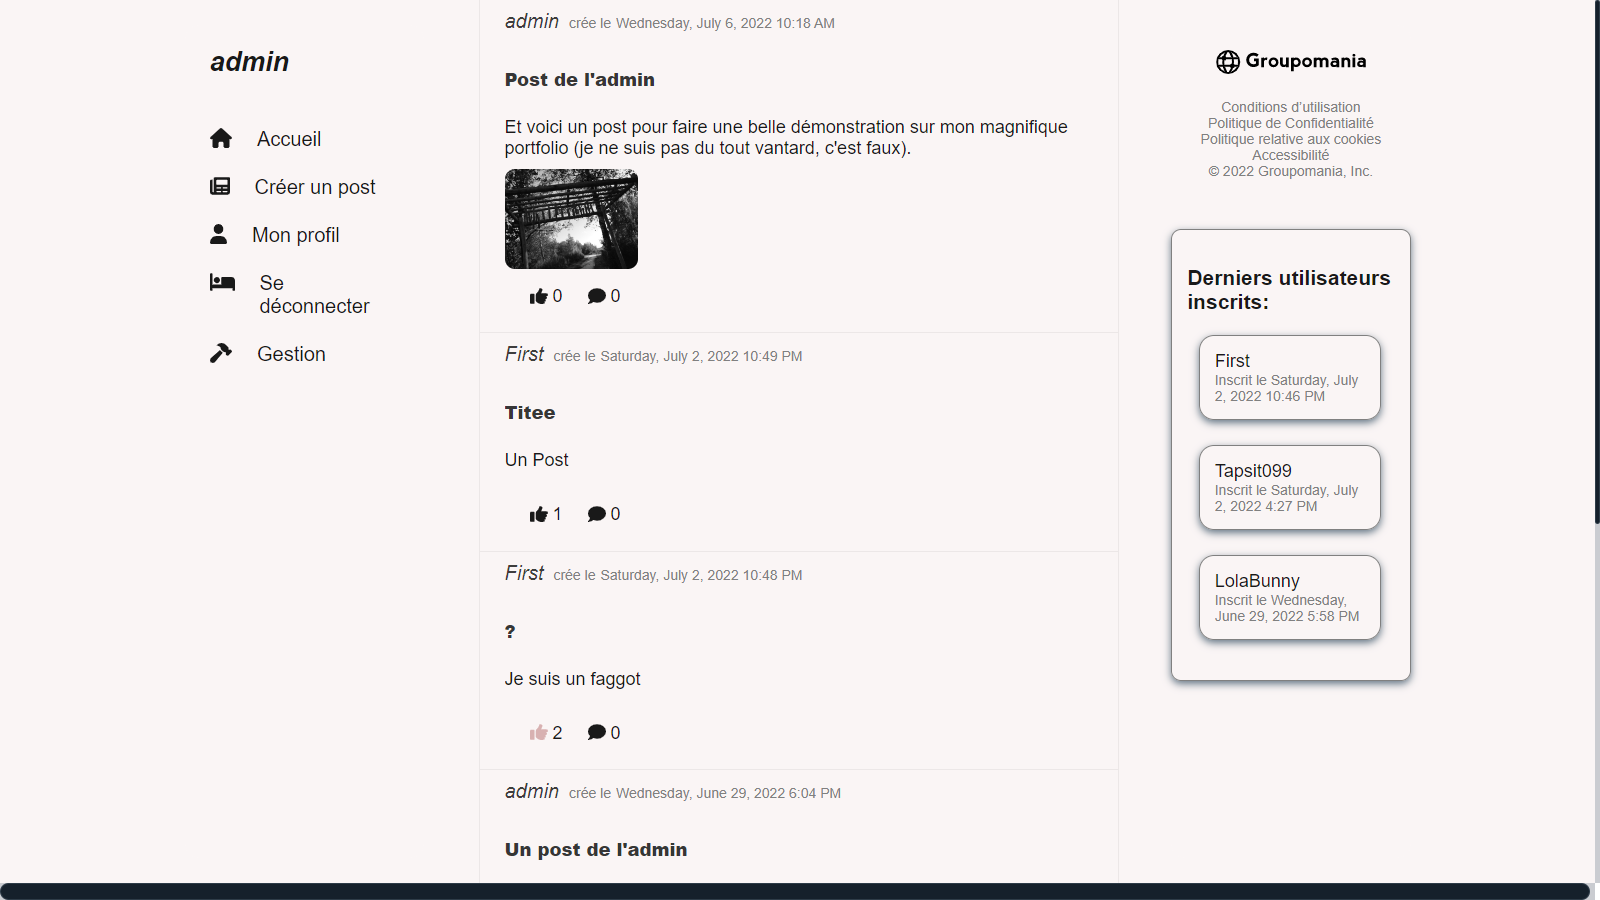 admin
Accueil
Créer un post
Mon profil
Se
déconnecter
Gestion
admin crée le Wednesday, July 6, 2022 10:18 AM
Post de l'admin
Et voici un post pour faire une belle démonstration sur mon magnifique
portfolio (je ne suis pas du tout vantard, c'est faux).
0 0
First crée le Saturday, July 2, 2022 10:49 PM
Titee
Un Post
1 0
First crée le Saturday, July 2, 2022 10:48 PM
?
Je suis un faggot
2 0
admin crée le Wednesday, June 29, 2022 6:04 PM
Un post de l'admin
Groupomania
Conditions d’utilisation
Politique de Confidentialité
Politique relative aux cookies
Accessibilité
© 2022 Groupomania, Inc.
Derniers utilisateurs
inscrits:
First
Inscrit le Saturday, July
2, 2022 10:46 PM
Tapsit099
Inscrit le Saturday, July
2, 2022 4:27 PM
LolaBunny
Inscrit le Wednesday,
June 29, 2022 5:58 PM